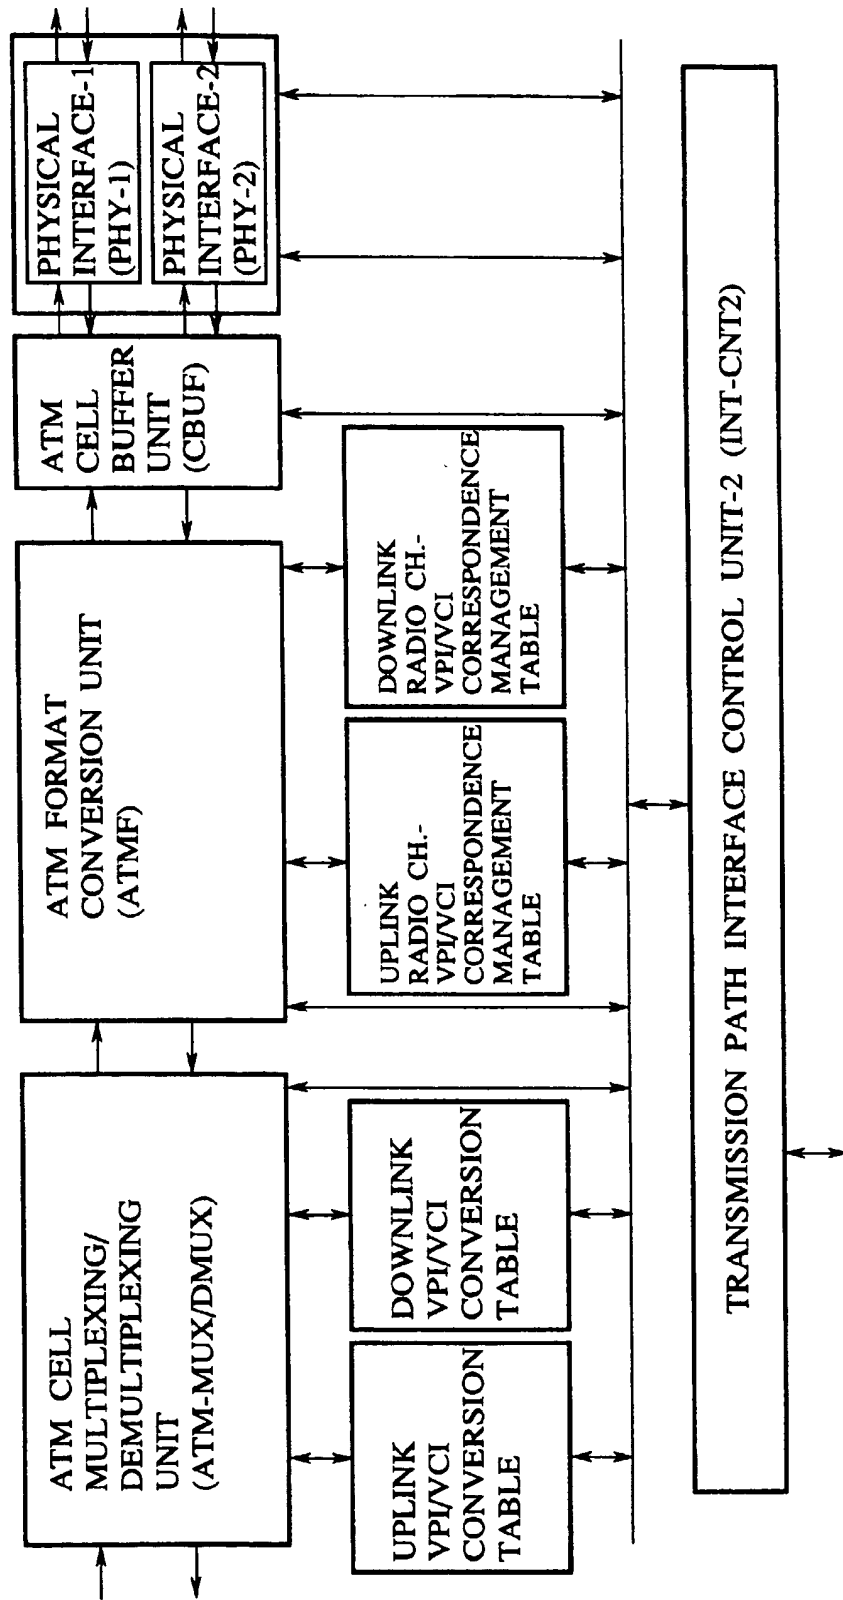 ATM CELL
MULTIPLEXING/
DEMULTIPLEXING
UNIT
(ATM-MUX/DMUX)
ATM FORMAT
CONVERSION UNIT
(ATMF)
ATM
CELL
BUFFER
UNIT
(CBUF)
PHYSICAL
INTERFACE-1
(PHY-1)
PHYSICAL
INTERFACE-2
(PHY-2)
UPLINK
VPI/VCI
CONVERSION
TABLE
DOWNLINK
VPI/VCI
CONVERSION
TABLE
UPLINK
RADIO CH.-
VPI/VCI
CORRESPONDENCE
MANAGEMENT
TABLE
DOWNLINK
RADIO CH.-
VPI/VCI
CORRESPONDENCE
MANAGEMENT
TABLE
TRANSMISSION PATH INTERFACE CONTROL UNIT-2 (INT-CNT2)